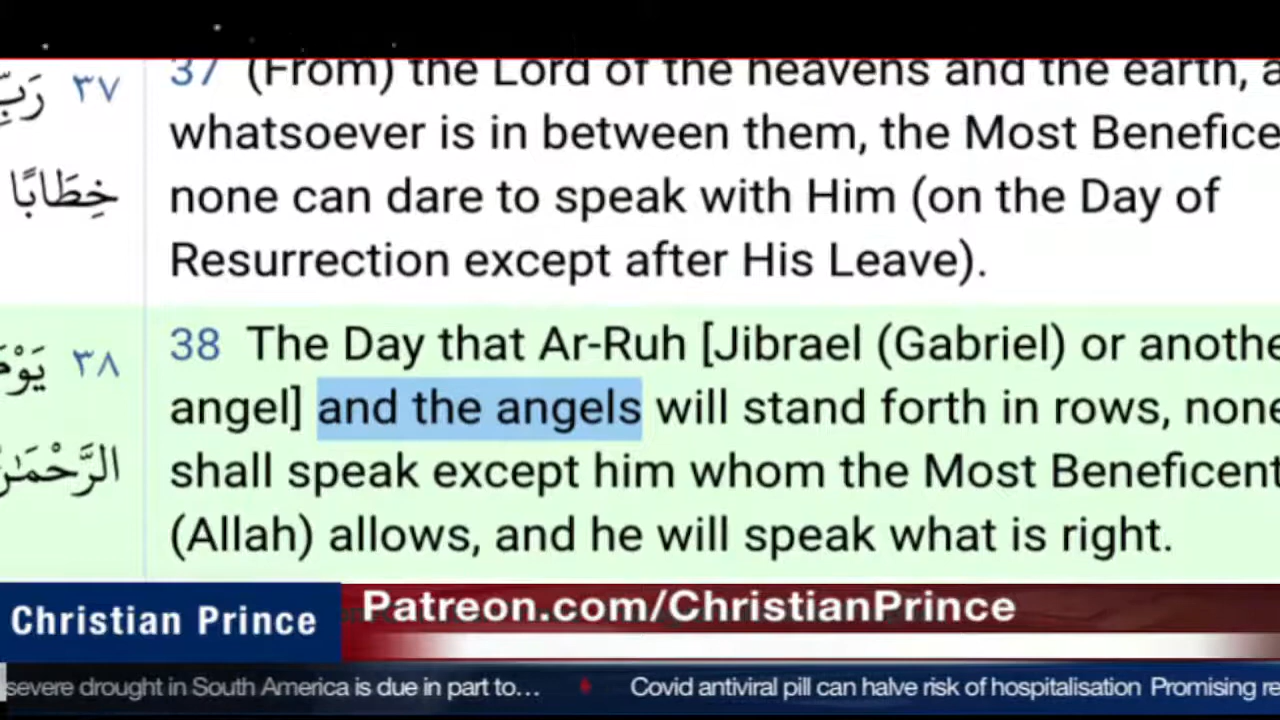 ٣٧ رَبِّ
خِطَابًا
37 (From) the Lord of the heavens and the earth, a
whatsoever is in between them, the Most Benefice
none can dare to speak with Him (on the Day of
Resurrection except after His Leave).
٣٨ يَوْمَ
الرَّحْمَٰنُ
38 The Day that Ar-Ruh [Jibrael (Gabriel) or anothe
angel] and the angels will stand forth in rows, none
shall speak except him whom the Most Beneficent
(Allah) allows, and he will speak what is right.
Christian Prince
Patreon.com/ChristianPrince
severe drought in South America is due in part to... Covid antiviral pill can halve risk of hospitalisation Promising re